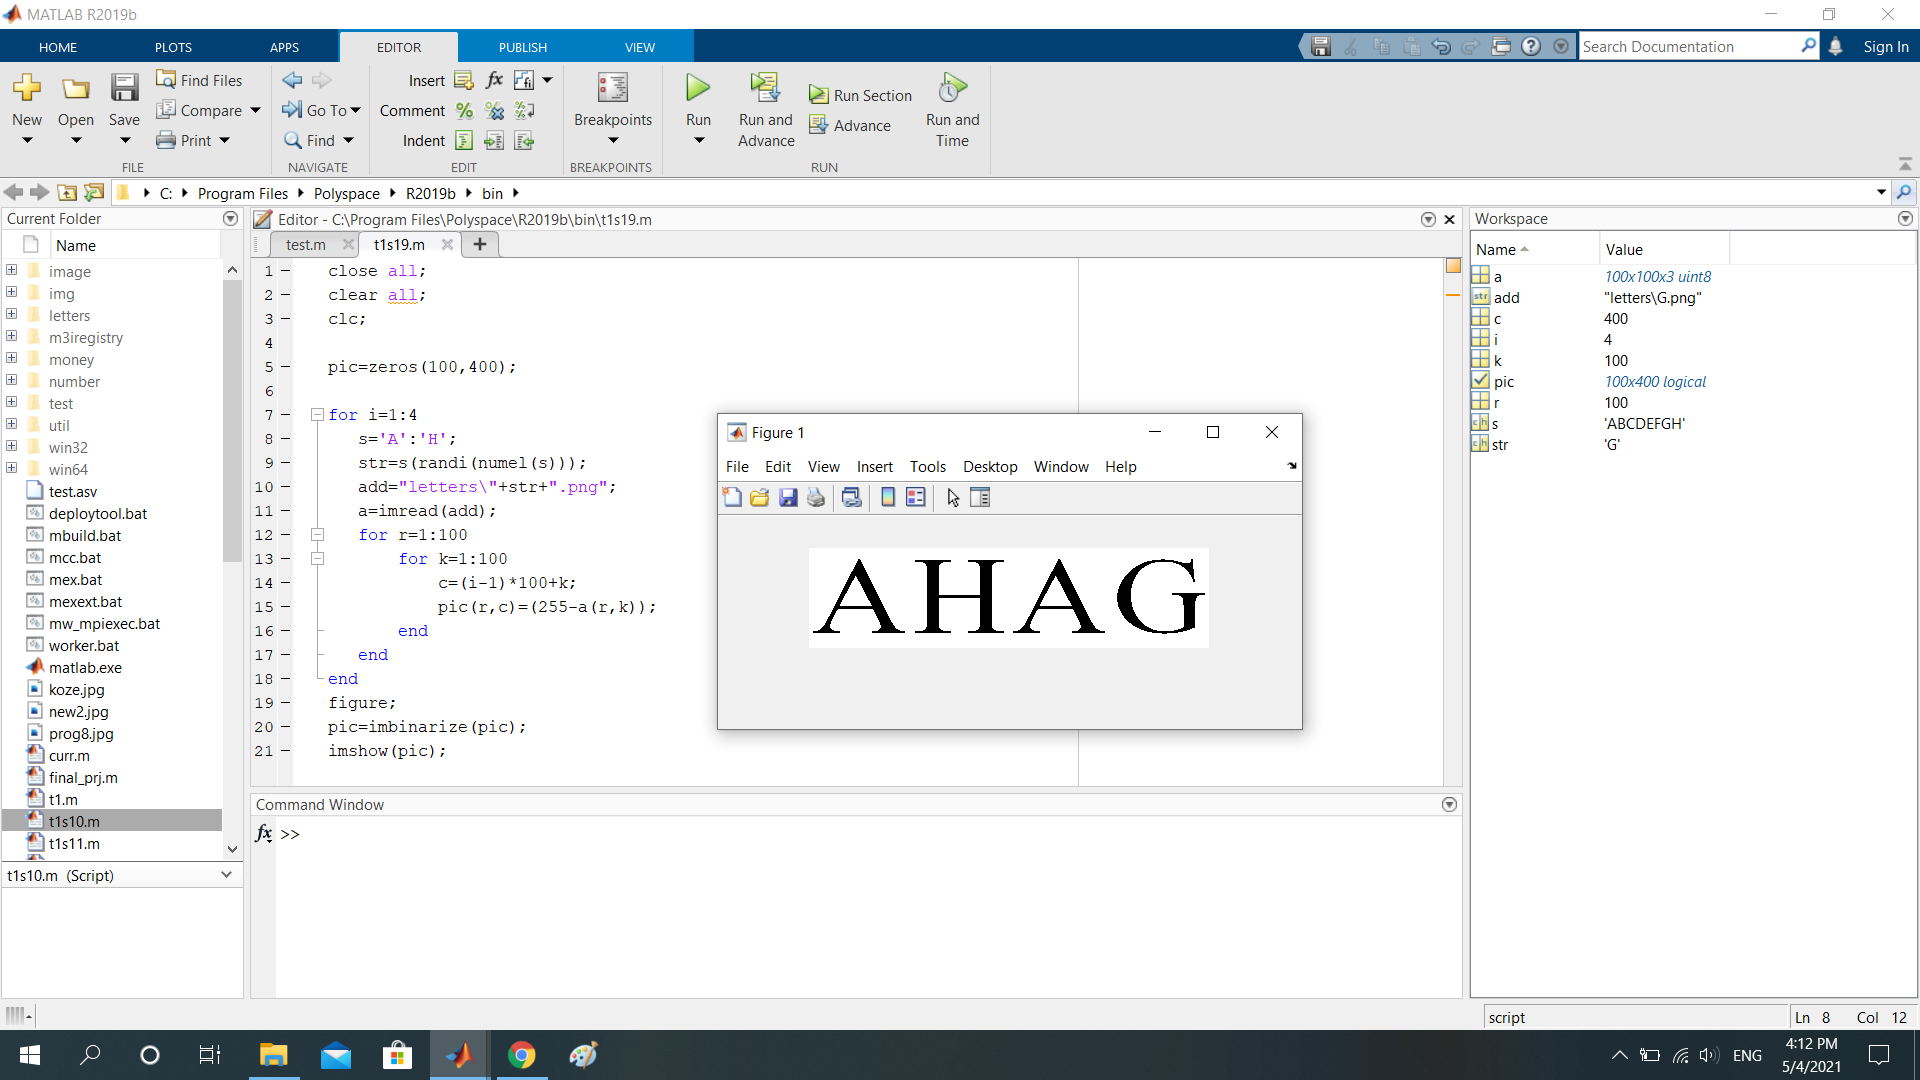 MATLAB R2019b
HOME PLOTS APPS EDITOR PUBLISH VIEW
Search Documentation
Sign In
New
Open
Save
Find Files
Compare
Print
FILE
Go To
Find
NAVIGATE
Insert fx fi
Comment
Indent
EDIT
Breakpoints
BREAKPOINTS
Run
Run and
Advance
Run Section
Advance
Run and
Time
RUN
C: Program Files Polyspace R2019b bin
Current Folder
Name
image
img
letters
m3iregistry
money
number
test
util
win32
win64
test.asv
deploytool.bat
mbuild.bat
mcc.bat
mex.bat
mexext.bat
mw_mpiexec.bat
worker.bat
matlab.exe
koze.jpg
new2.jpg
prog8.jpg
curr.m
final_prj.m
t1.m
t1s10.m
t1s11.m
t1s10.m (Script)
Editor - C:\Program Files\Polyspace\R2019b\bin\t1s19.m
test.m
t1s19.m
1 close all;
2 clear all;
3 clc;
4
5 pic=zeros(100,400);
6
7 for i=1:4
8 s='A':'H';
9 str=s(randi(numel(s)));
10 add="letters\"+str+".png";
11 a=imread(add);
12 for r=1:100
13 for k=1:100
14 c=(i-1)*100+k;
15 pic(r,c)=(255-a(r,k));
16 end
17 end
18 end
19 figure;
20 pic=imbinarize(pic);
21 imshow(pic);
Figure 1
File Edit View Insert Tools Desktop Window Help
AHAG
Command Window
fx >>
Workspace
Name Value
a 100x100x3 uint8
str add "letters\G.png"
c 400
i 4
k 100
pic 100x400 logical
r 100
ch s 'ABCDEFGH'
ch str 'G'
script
Ln 8 Col 12
ENG
4:12 PM
5/4/2021